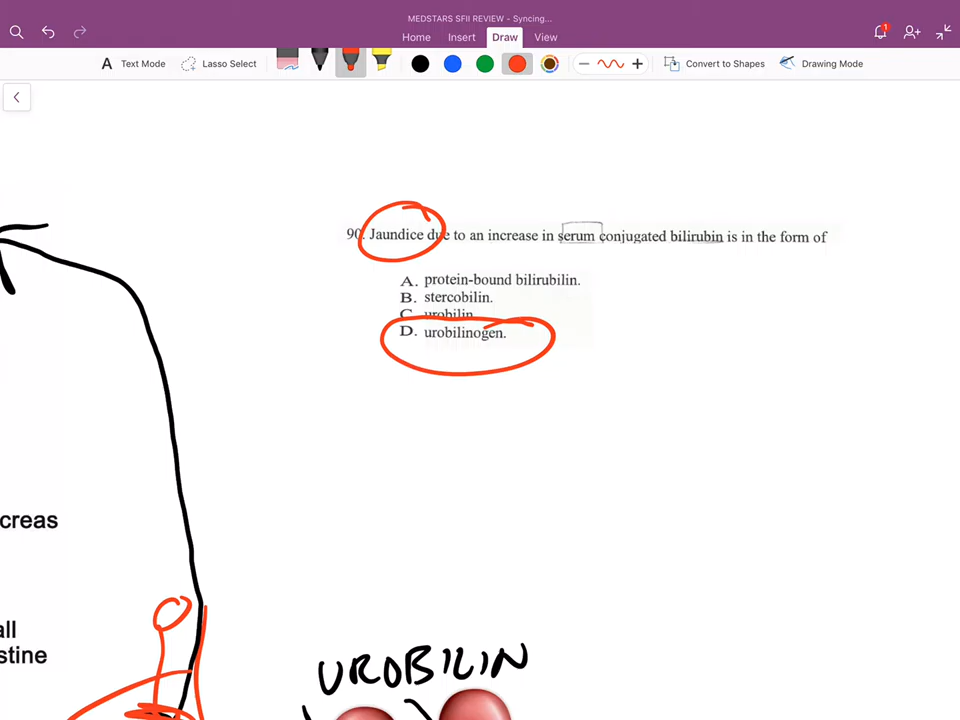 MEDSTARS SFII REVIEW - Syncing...
Home Insert Draw View
1
A Text Mode Lasso Select Convert to Shapes Drawing Mode
90. Jaundice due to an increase in serum conjugated bilirubin is in the form of
A. protein-bound bilirubilin.
B. stercobilin.
C. urobilin.
D. urobilinogen.
creas
all
stine
UROBILIN